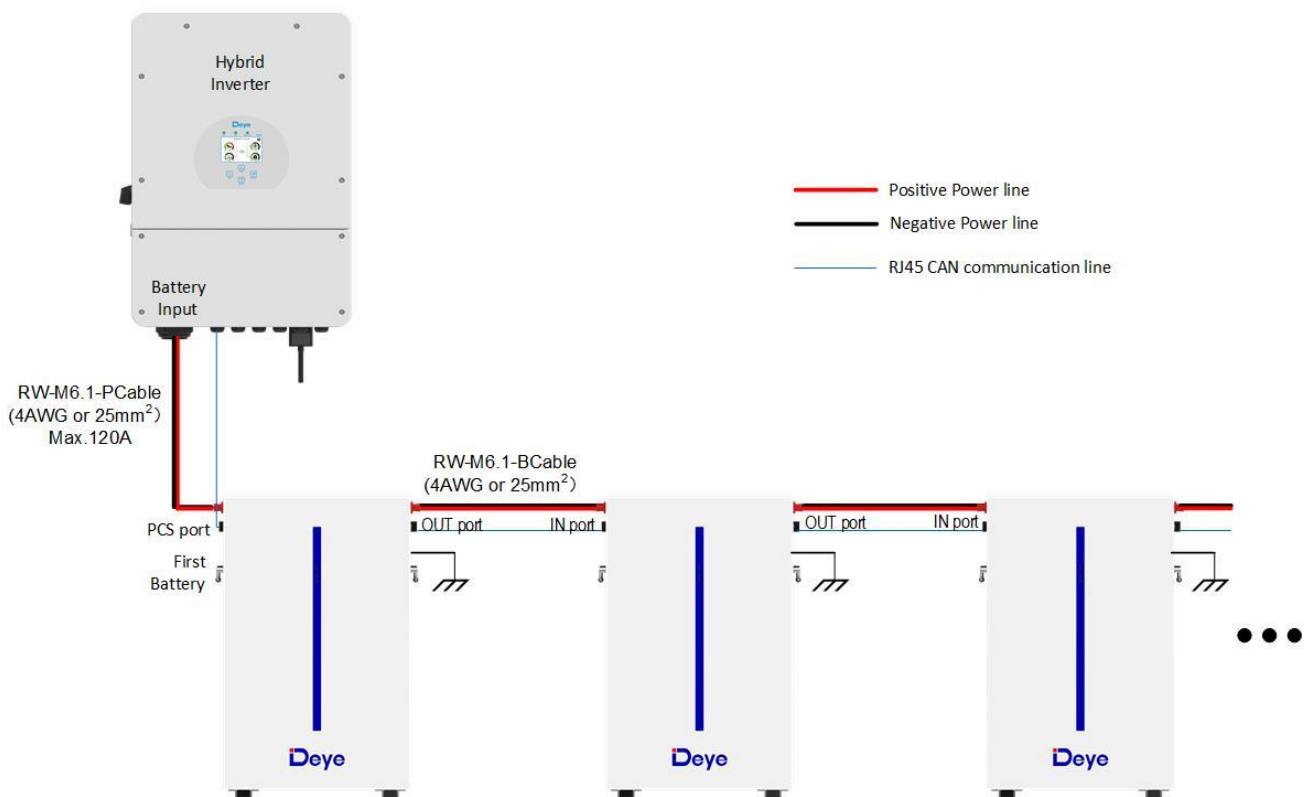 Hybrid
Inverter
Deye
Battery
Input
Positive Power line
Negative Power line
RJ45 CAN communication line
RW-M6.1-PCable
(4AWG or 25mm²)
Max.120A
RW-M6.1-BCable
(4AWG or 25mm²)
PCS port
OUT port
IN port
OUT port
IN port
First
Battery
Deye
Deye
Deye